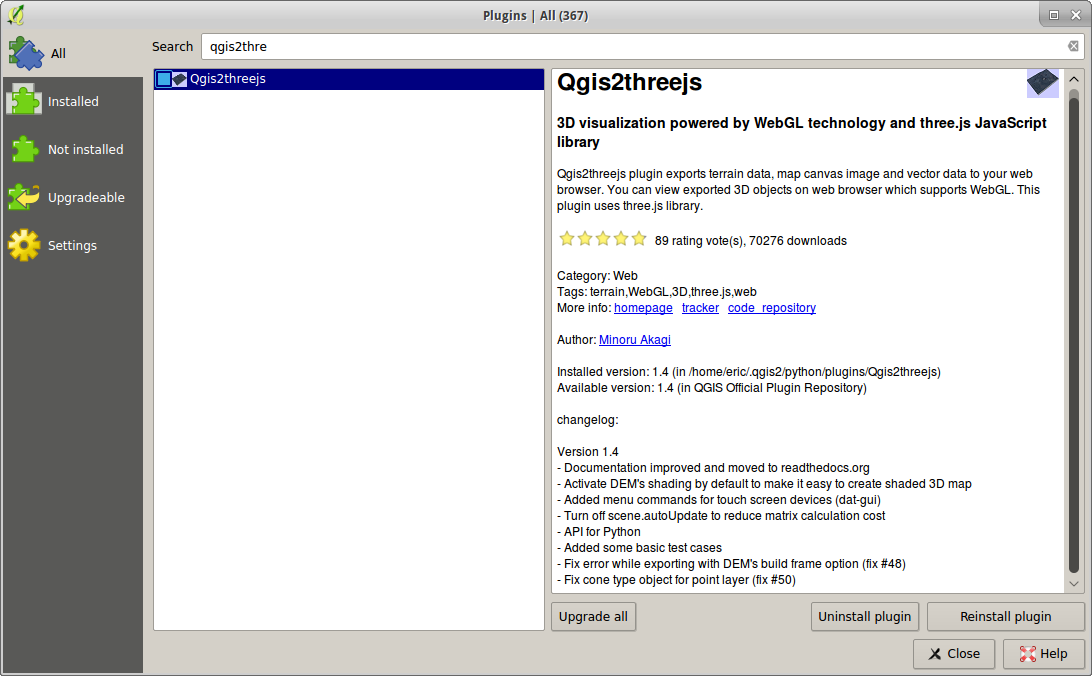 Plugins | All (367)
All
Search
qgis2thre
Installed
Not installed
Upgradeable
Settings
Qgis2threejs
Qgis2threejs
3D visualization powered by WebGL technology and three.js JavaScript
library
Qgis2threejs plugin exports terrain data, map canvas image and vector data to your web
browser. You can view exported 3D objects on web browser which supports WebGL. This
plugin uses three.js library.
89 rating vote(s), 70276 downloads
Category: Web
Tags: terrain,WebGL,3D,three.js,web
More info: homepage tracker code_repository
Author: Minoru Akagi
Installed version: 1.4 (in /home/eric/.qgis2/python/plugins/Qgis2threejs)
Available version: 1.4 (in QGIS Official Plugin Repository)
changelog:
Version 1.4
- Documentation improved and moved to readthedocs.org
- Activate DEM's shading by default to make it easy to create shaded 3D map
- Added menu commands for touch screen devices (dat-gui)
- Turn off scene.autoUpdate to reduce matrix calculation cost
- API for Python
- Added some basic test cases
- Fix error while exporting with DEM's build frame option (fix #48)
- Fix cone type object for point layer (fix #50)
Upgrade all
Uninstall plugin
Reinstall plugin
Close
Help